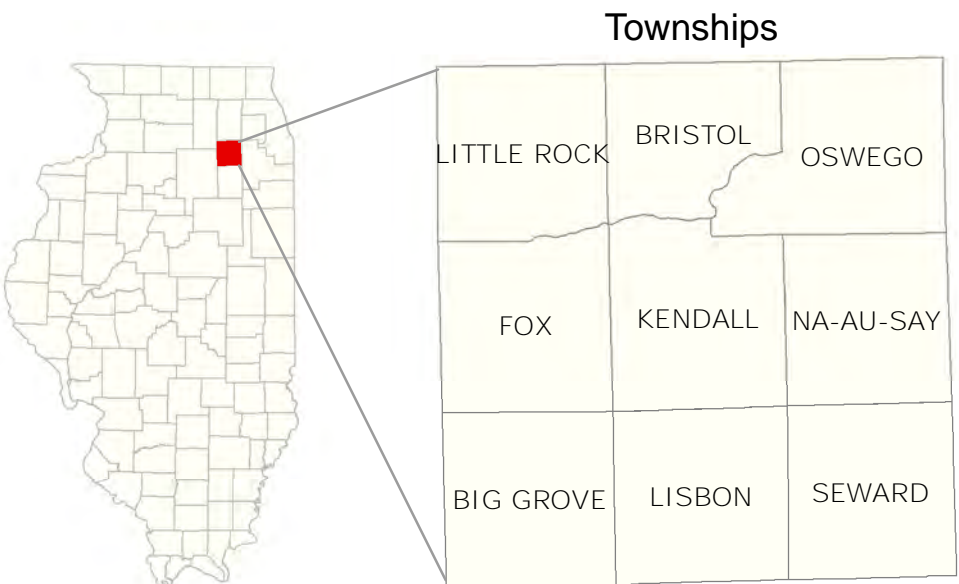 Townships
LITTLE ROCK
BRISTOL
OSWEGO
FOX
KENDALL
NA-AU-SAY
BIG GROVE
LISBON
SEWARD